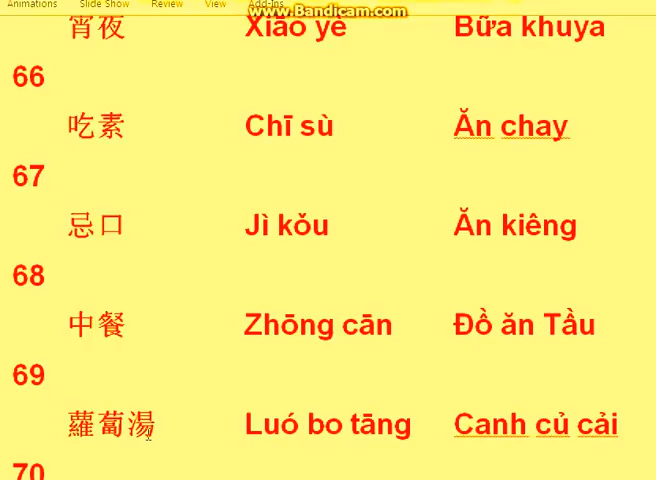 Animations Slide Show Review View Add-Ins
www.Bandicam.com
宵夜 Xiāo yè Bữa khuya
66
吃素 Chī sù Ăn chay
67
忌口 Jì kǒu Ăn kiêng
68
中餐 Zhōng cān Đồ ăn Tầu
69
蘿蔔湯 Luó bo tāng Canh củ cải
70